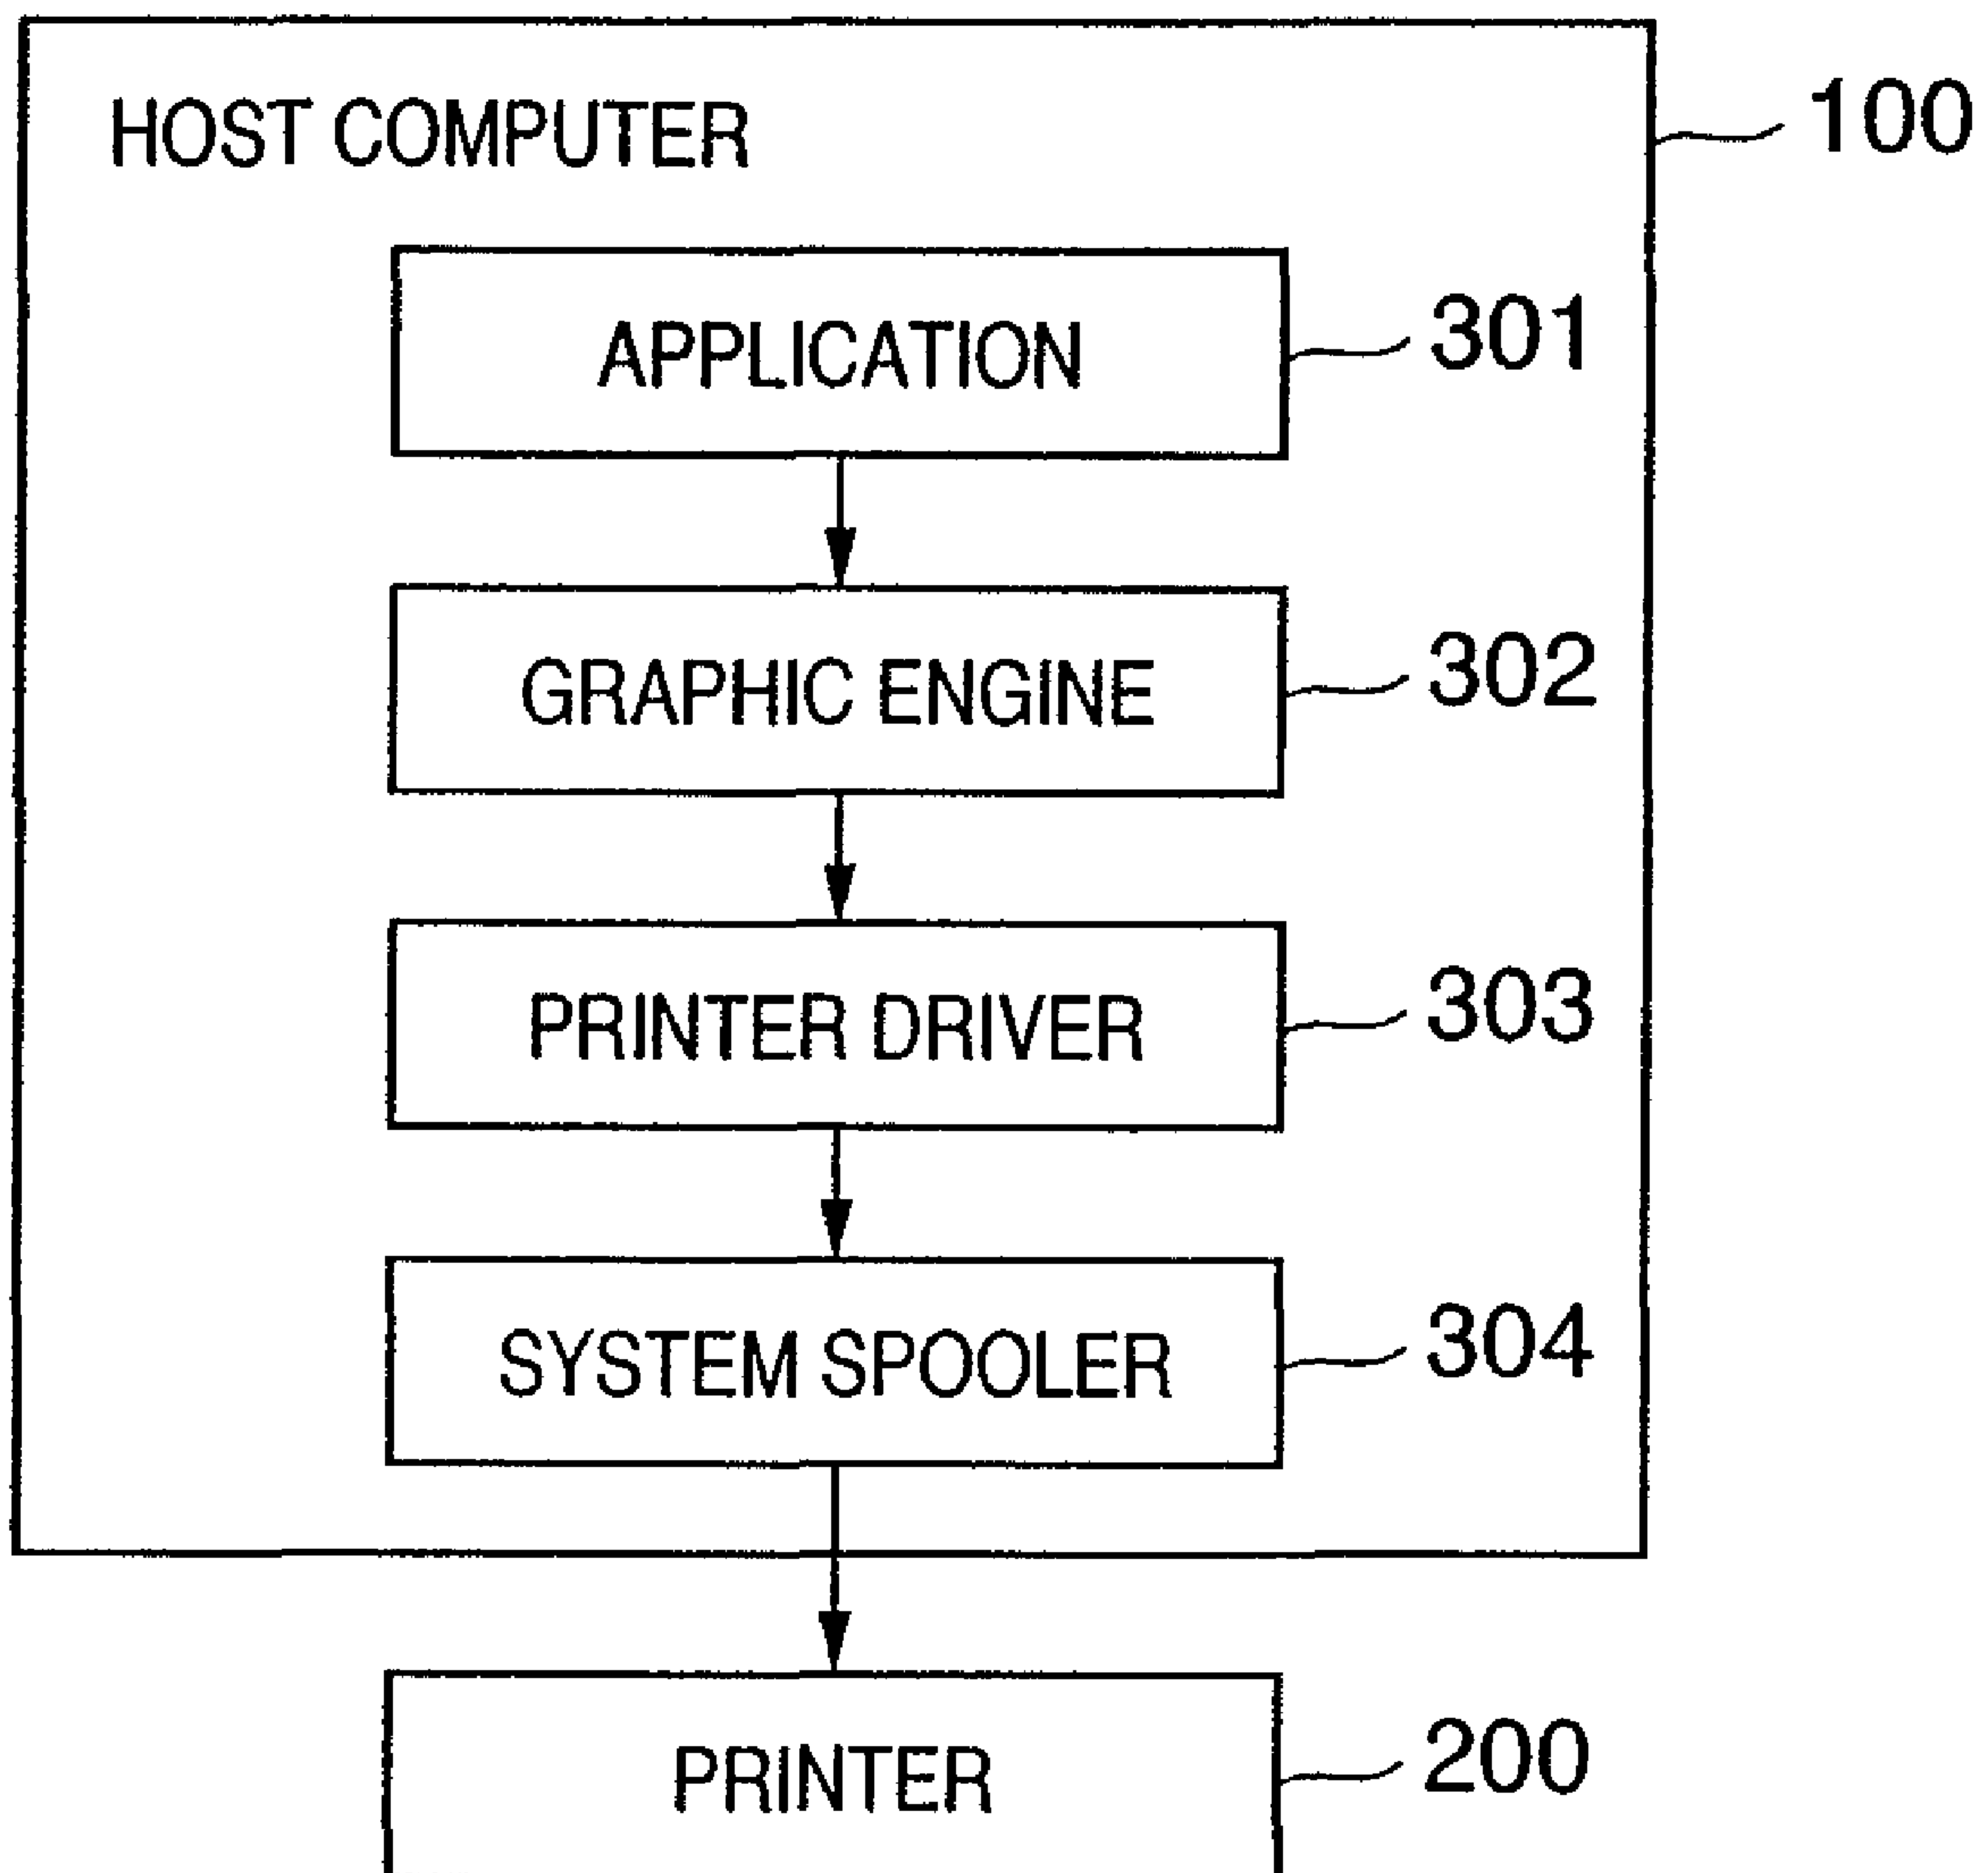 HOST COMPUTER
100
APPLICATION
301
GRAPHIC ENGINE
302
PRINTER DRIVER
303
SYSTEM SPOOLER
304
PRINTER
200